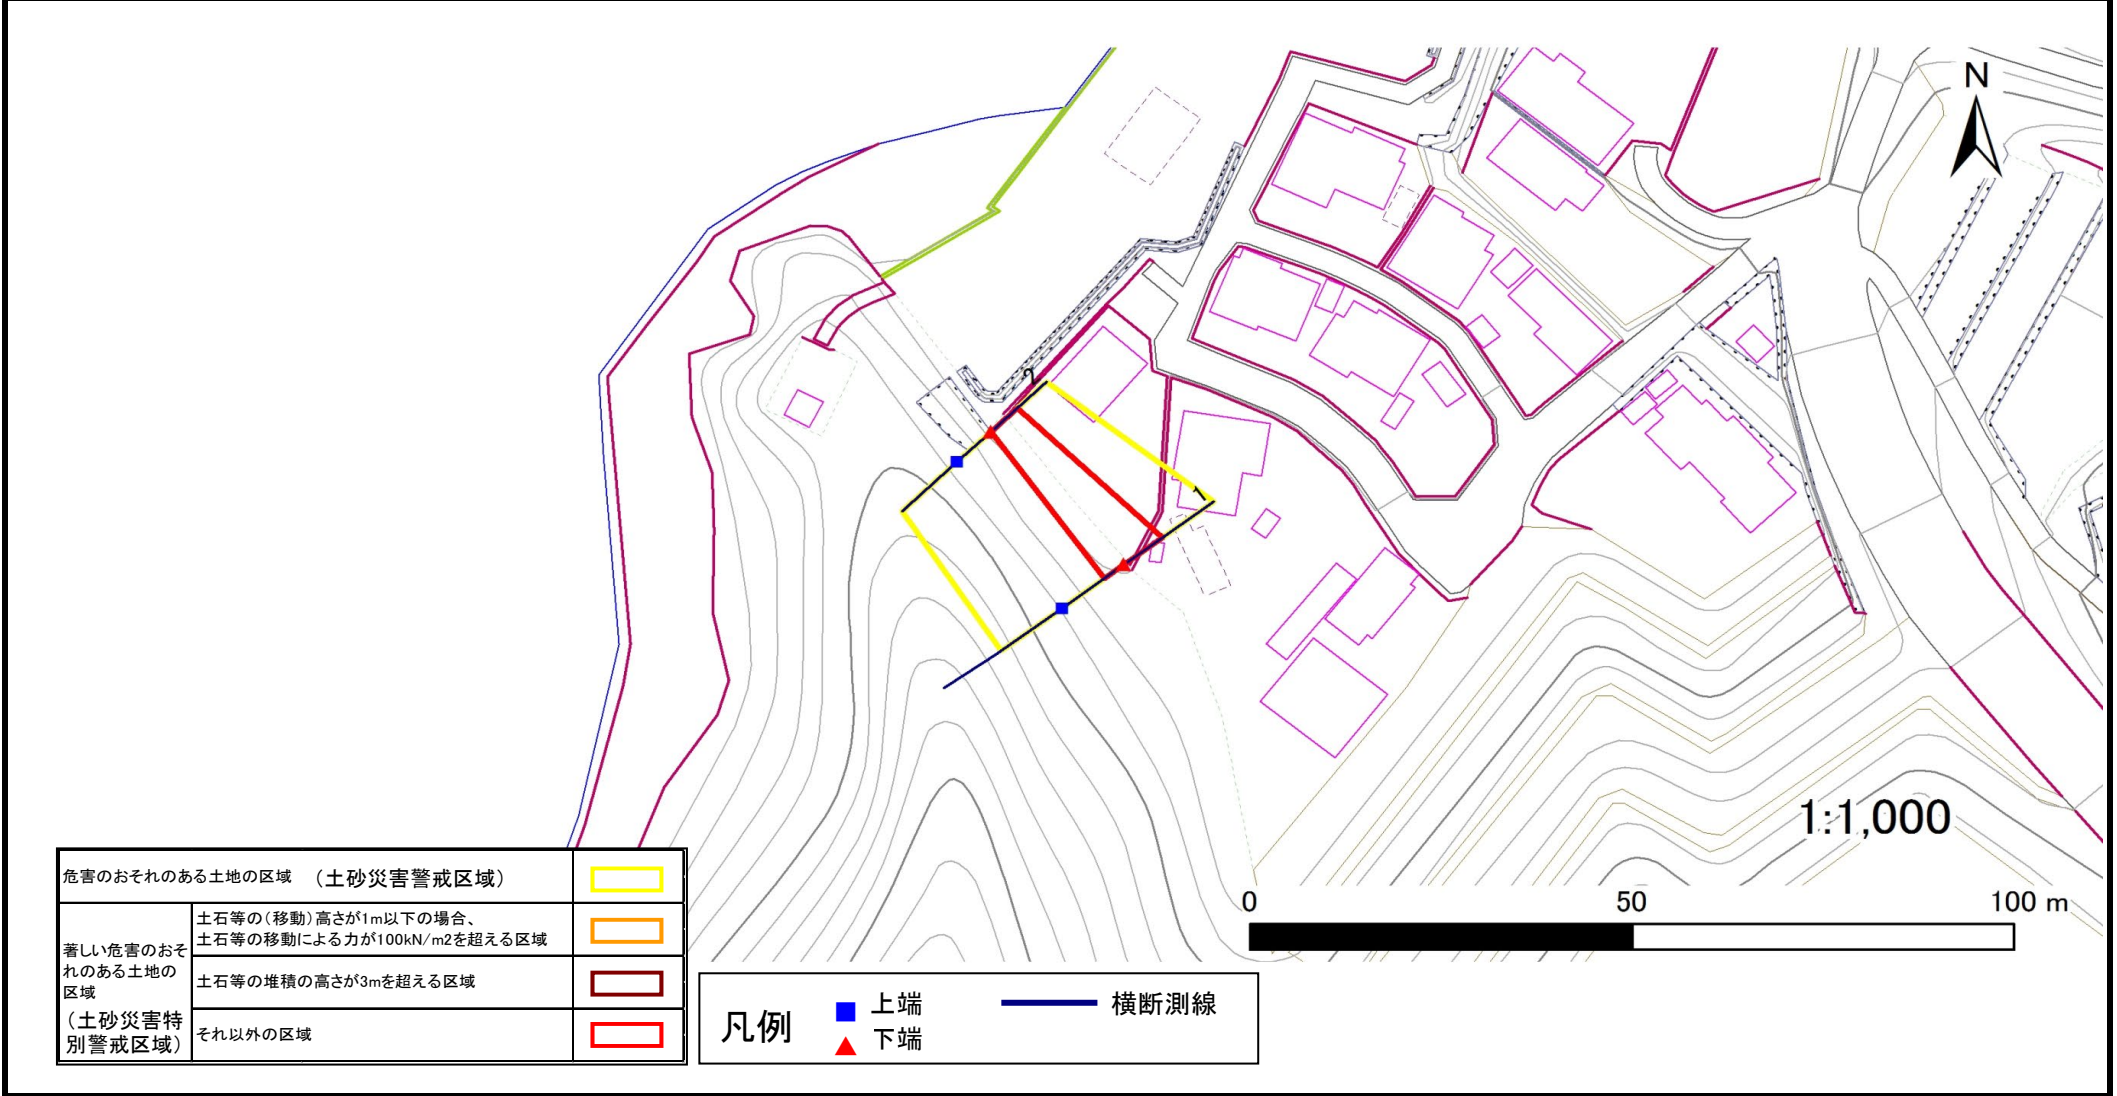 N
2
1
1:1,000
0 50 100 m
危害のおそれのある土地の区域 （土砂災害警戒区域）
著しい危害のおそ
れのある土地の
区域
（土砂災害特
別警戒区域）
土石等の（移動）高さが1m以下の場合、
土石等の移動による力が100kN/m2を超える区域
土石等の堆積の高さが3mを超える区域
それ以外の区域
凡例
上端
下端
横断測線